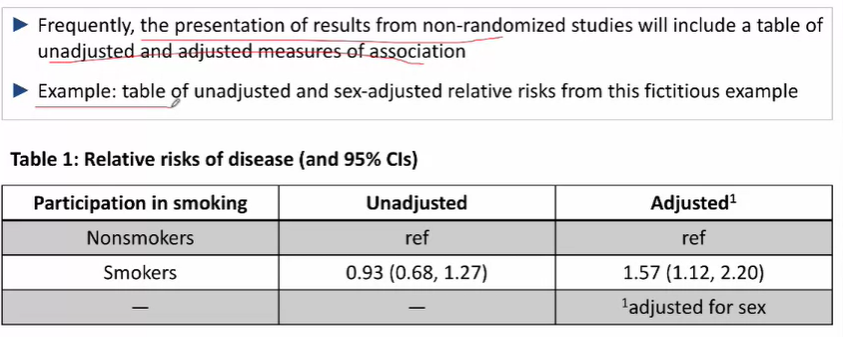 Frequently, the presentation of results from non-randomized studies will include a table of
unadjusted and adjusted measures of association
Example: table of unadjusted and sex-adjusted relative risks from this fictitious example
Table 1: Relative risks of disease (and 95% CIs)
Participation in smoking Unadjusted Adjusted¹
Nonsmokers ref ref
Smokers 0.93 (0.68, 1.27) 1.57 (1.12, 2.20)
— — ¹adjusted for sex